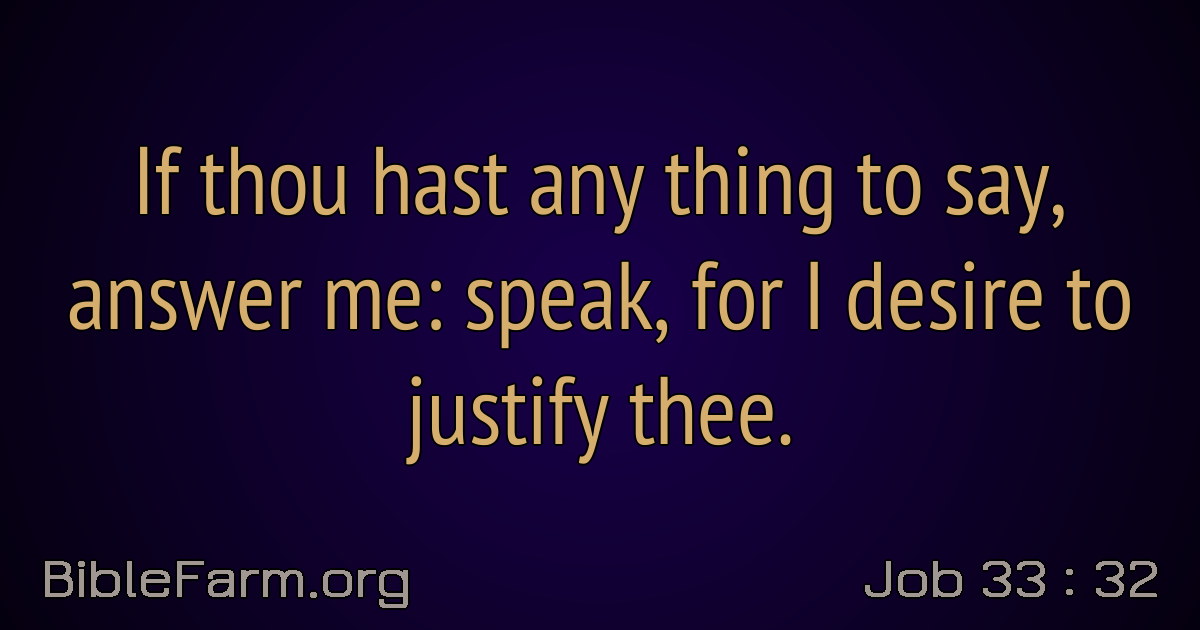 If thou hast any thing to say,
answer me: speak, for I desire to
justify thee.
BibleFarm.org
Job 33 : 32